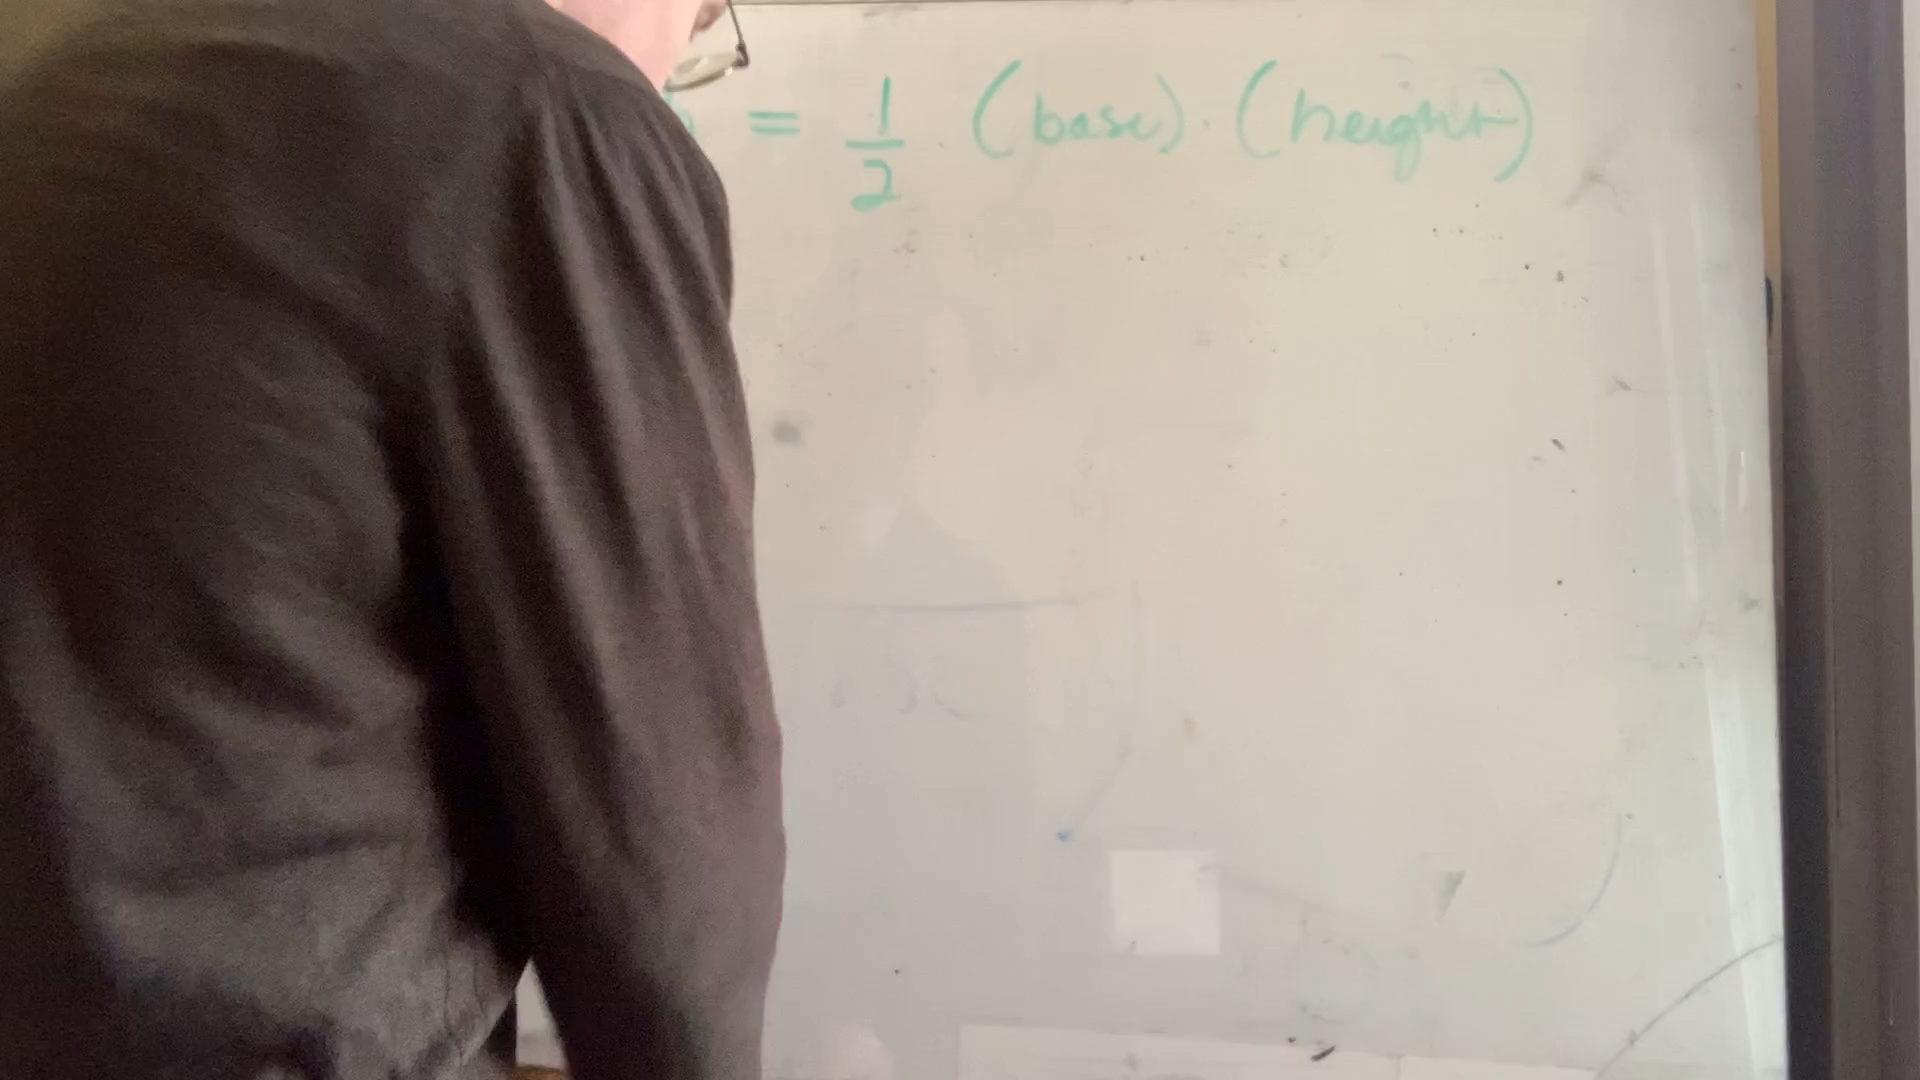 = 1/2 · (base) · (height)